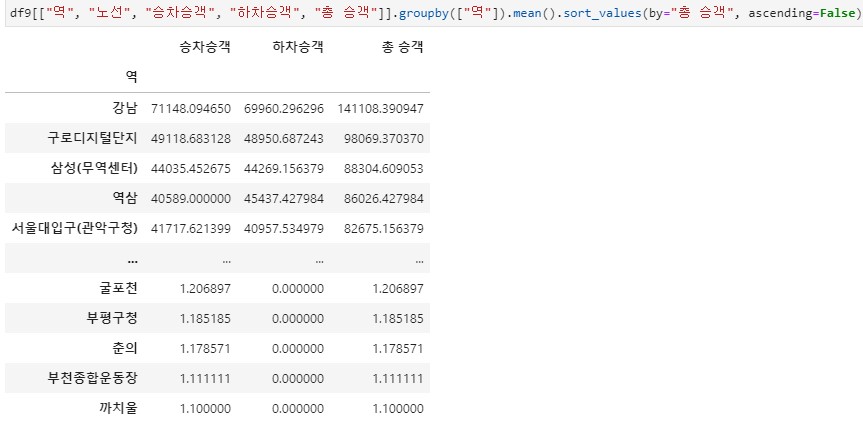 df9[["역", "노선", "승차승객", "하차승객", "총 승객"]].groupby(["역"]).mean().sort_values(by="총 승객", ascending=False)
승차승객 하차승객 총 승객
역
강남 71148.094650 69960.296296 141108.390947
구로디지털단지 49118.683128 48950.687243 98069.370370
삼성(무역센터) 44035.452675 44269.156379 88304.609053
역삼 40589.000000 45437.427984 86026.427984
서울대입구(관악구청) 41717.621399 40957.534979 82675.156379
... ... ... ...
굴포천 1.206897 0.000000 1.206897
부평구청 1.185185 0.000000 1.185185
춘의 1.178571 0.000000 1.178571
부천종합운동장 1.111111 0.000000 1.111111
까치울 1.100000 0.000000 1.100000